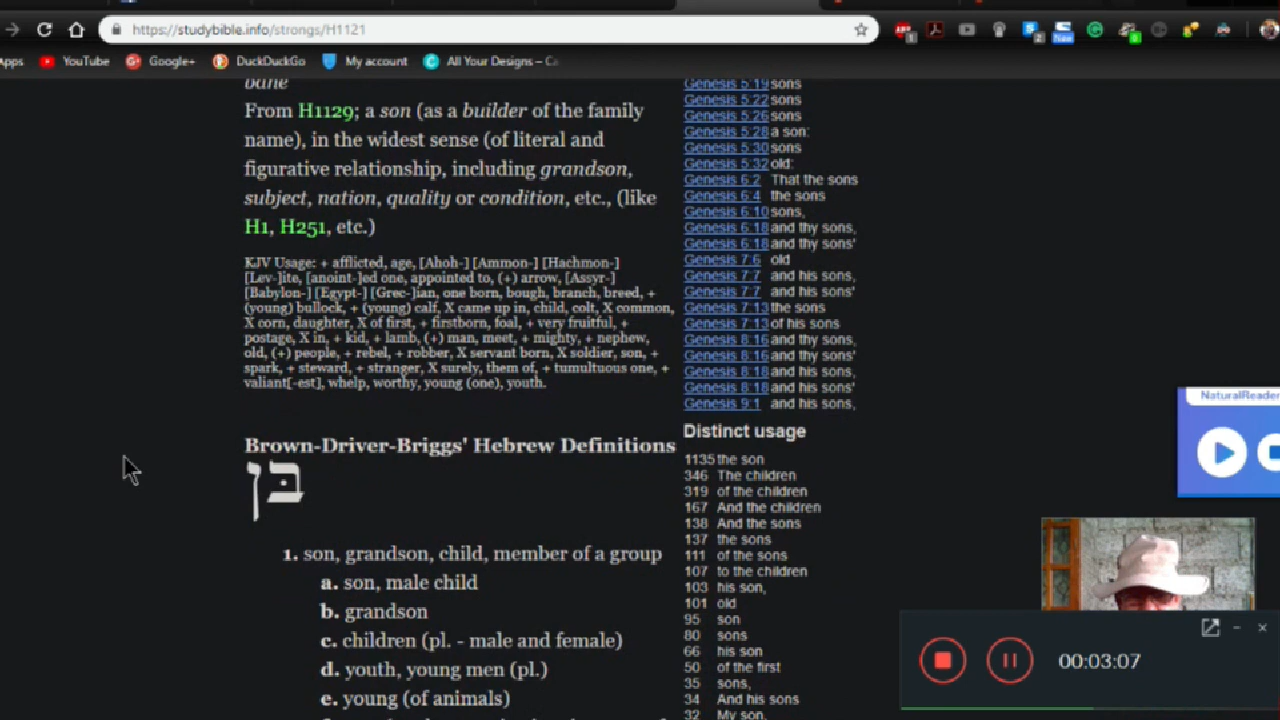 https://studybible.info/strongs/H1121
Apps YouTube Google+ DuckDuckGo My account All Your Designs –
bane
From H1129; a son (as a builder of the family
name), in the widest sense (of literal and
figurative relationship, including grandson,
subject, nation, quality or condition, etc., (like
H1, H251, etc.)
KJV Usage: + afflicted, age, [Ahoh-] [Ammon-] [Hachmon-]
[Lev-]ite, [anoint-]ed one, appointed to, (+) arrow, [Assyr-]
[Babylon-] [Egypt-] [Grec-]ian, one born, bough, branch, breed, +
(young) bullock, + (young) calf, X came up in, child, colt, X common,
X corn, daughter, X of first, + firstborn, foal, + very fruitful, +
postage, X in, + kid, + lamb, (+) man, meet, + mighty, + nephew,
old, (+) people, + rebel, + robber, X servant born, X soldier, son, +
spark, + steward, + stranger, X surely, them of, + tumultuous one, +
valiant[-est], whelp, worthy, young (one), youth.
Brown-Driver-Briggs' Hebrew Definitions
בּן
1. son, grandson, child, member of a group
a. son, male child
b. grandson
c. children (pl. - male and female)
d. youth, young men (pl.)
e. young (of animals)
Genesis 5:19 sons
Genesis 5:22 sons
Genesis 5:26 sons
Genesis 5:28 a son:
Genesis 5:30 sons
Genesis 5:32 old:
Genesis 6:2 That the sons
Genesis 6:4 the sons
Genesis 6:10 sons,
Genesis 6:18 and thy sons,
Genesis 6:18 and thy sons'
Genesis 7:6 old
Genesis 7:7 and his sons,
Genesis 7:7 and his sons'
Genesis 7:13 the sons
Genesis 7:13 of his sons
Genesis 8:16 and thy sons,
Genesis 8:16 and thy sons'
Genesis 8:18 and his sons,
Genesis 8:18 and his sons'
Genesis 9:1 and his sons,
Distinct usage
1135 the son
346 The children
319 of the children
167 And the children
138 And the sons
137 the sons
111 of the sons
107 to the children
103 his son,
101 old
95 son
80 sons
66 his son
50 of the first
35 sons,
34 And his sons
32 My son,
NaturalReader
00:03:07